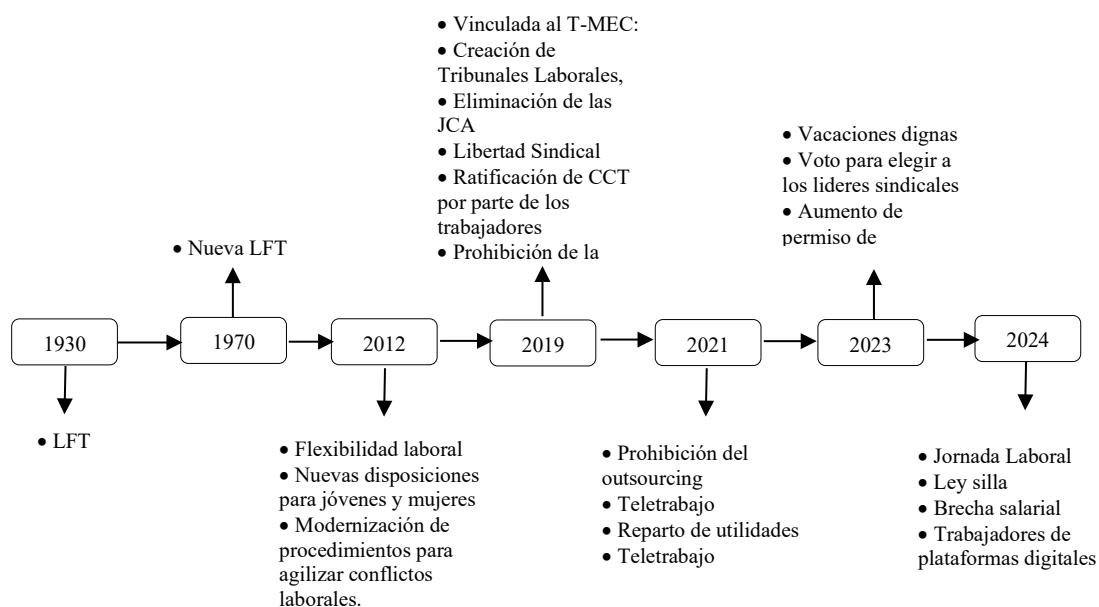 • Vinculada al T-MEC:
• Creación de
Tribunales Laborales,
• Eliminación de las
JCA
• Libertad Sindical
• Ratificación de CCT
por parte de los
trabajadores
• Prohibición de la
• Vacaciones dignas
• Voto para elegir a
los lideres sindicales
• Aumento de
permiso de
• Nueva LFT
1930
1970
2012
2019
2021
2023
2024
• LFT
• Flexibilidad laboral
• Nuevas disposiciones
para jóvenes y mujeres
• Modernización de
procedimientos para
agilizar conflictos
laborales.
• Prohibición del
outsourcing
• Teletrabajo
• Reparto de utilidades
• Teletrabajo
• Jornada Laboral
• Ley silla
• Brecha salarial
• Trabajadores de
plataformas digitales